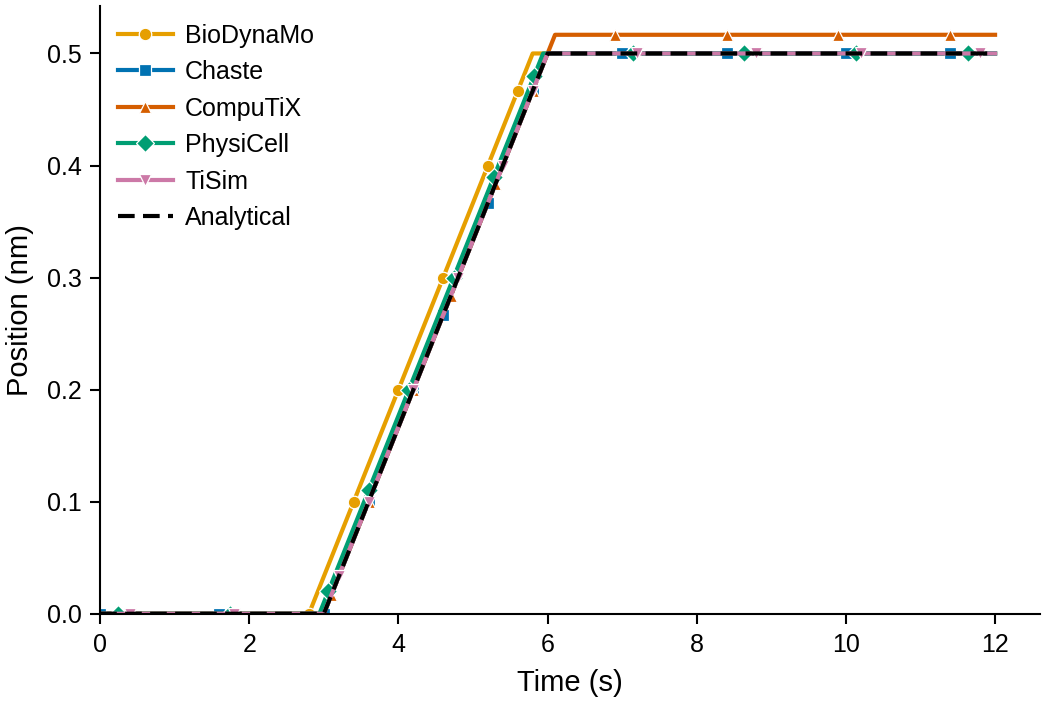 BioDynaMo
Chaste
CompuTiX
PhysiCell
TiSim
Analytical
Position (nm)
0.5
0.4
0.3
0.2
0.1
0.0
0 2 4 6 8 10 12
Time (s)